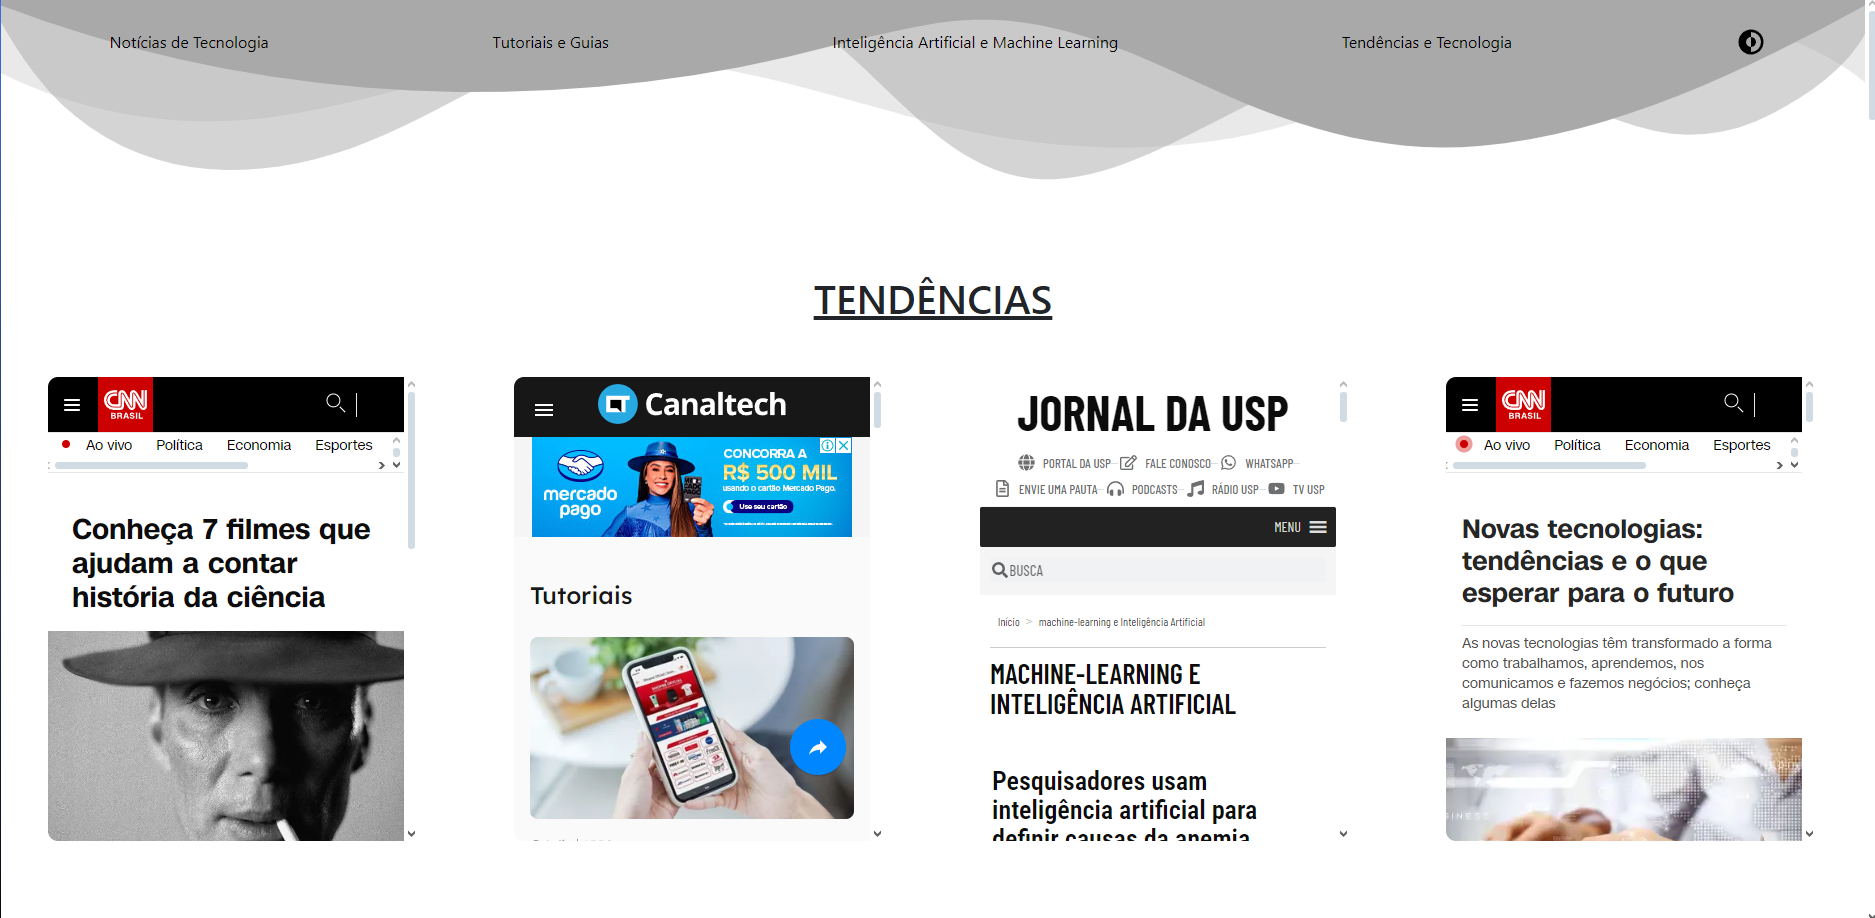 Notícias de Tecnologia
Tutoriais e Guias
Inteligência Artificial e Machine Learning
Tendências e Tecnologia
TENDÊNCIAS
CNN
BRASIL
Ao vivo Política Economia Esportes
Conheça 7 filmes que
ajudam a contar
história da ciência
Canaltech
mercado
pago
CONCORRA A
R$ 500 MIL
usando o cartão Mercado Pago.
Use seu cartão
Tutoriais
JORNAL DA USP
PORTAL DA USP FALE CONOSCO WHATSAPP
ENVIE UMA PAUTA PODCASTS RÁDIO USP TV USP
MENU
BUSCA
Início > machine-learning e Inteligência Artificial
MACHINE-LEARNING E
INTELIGÊNCIA ARTIFICIAL
Pesquisadores usam
inteligência artificial para
definir causas da anemia
CNN
BRASIL
Ao vivo Política Economia Esportes
Novas tecnologias:
tendências e o que
esperar para o futuro
As novas tecnologias têm transformado a forma
como trabalhamos, aprendemos, nos
comunicamos e fazemos negócios; conheça
algumas delas